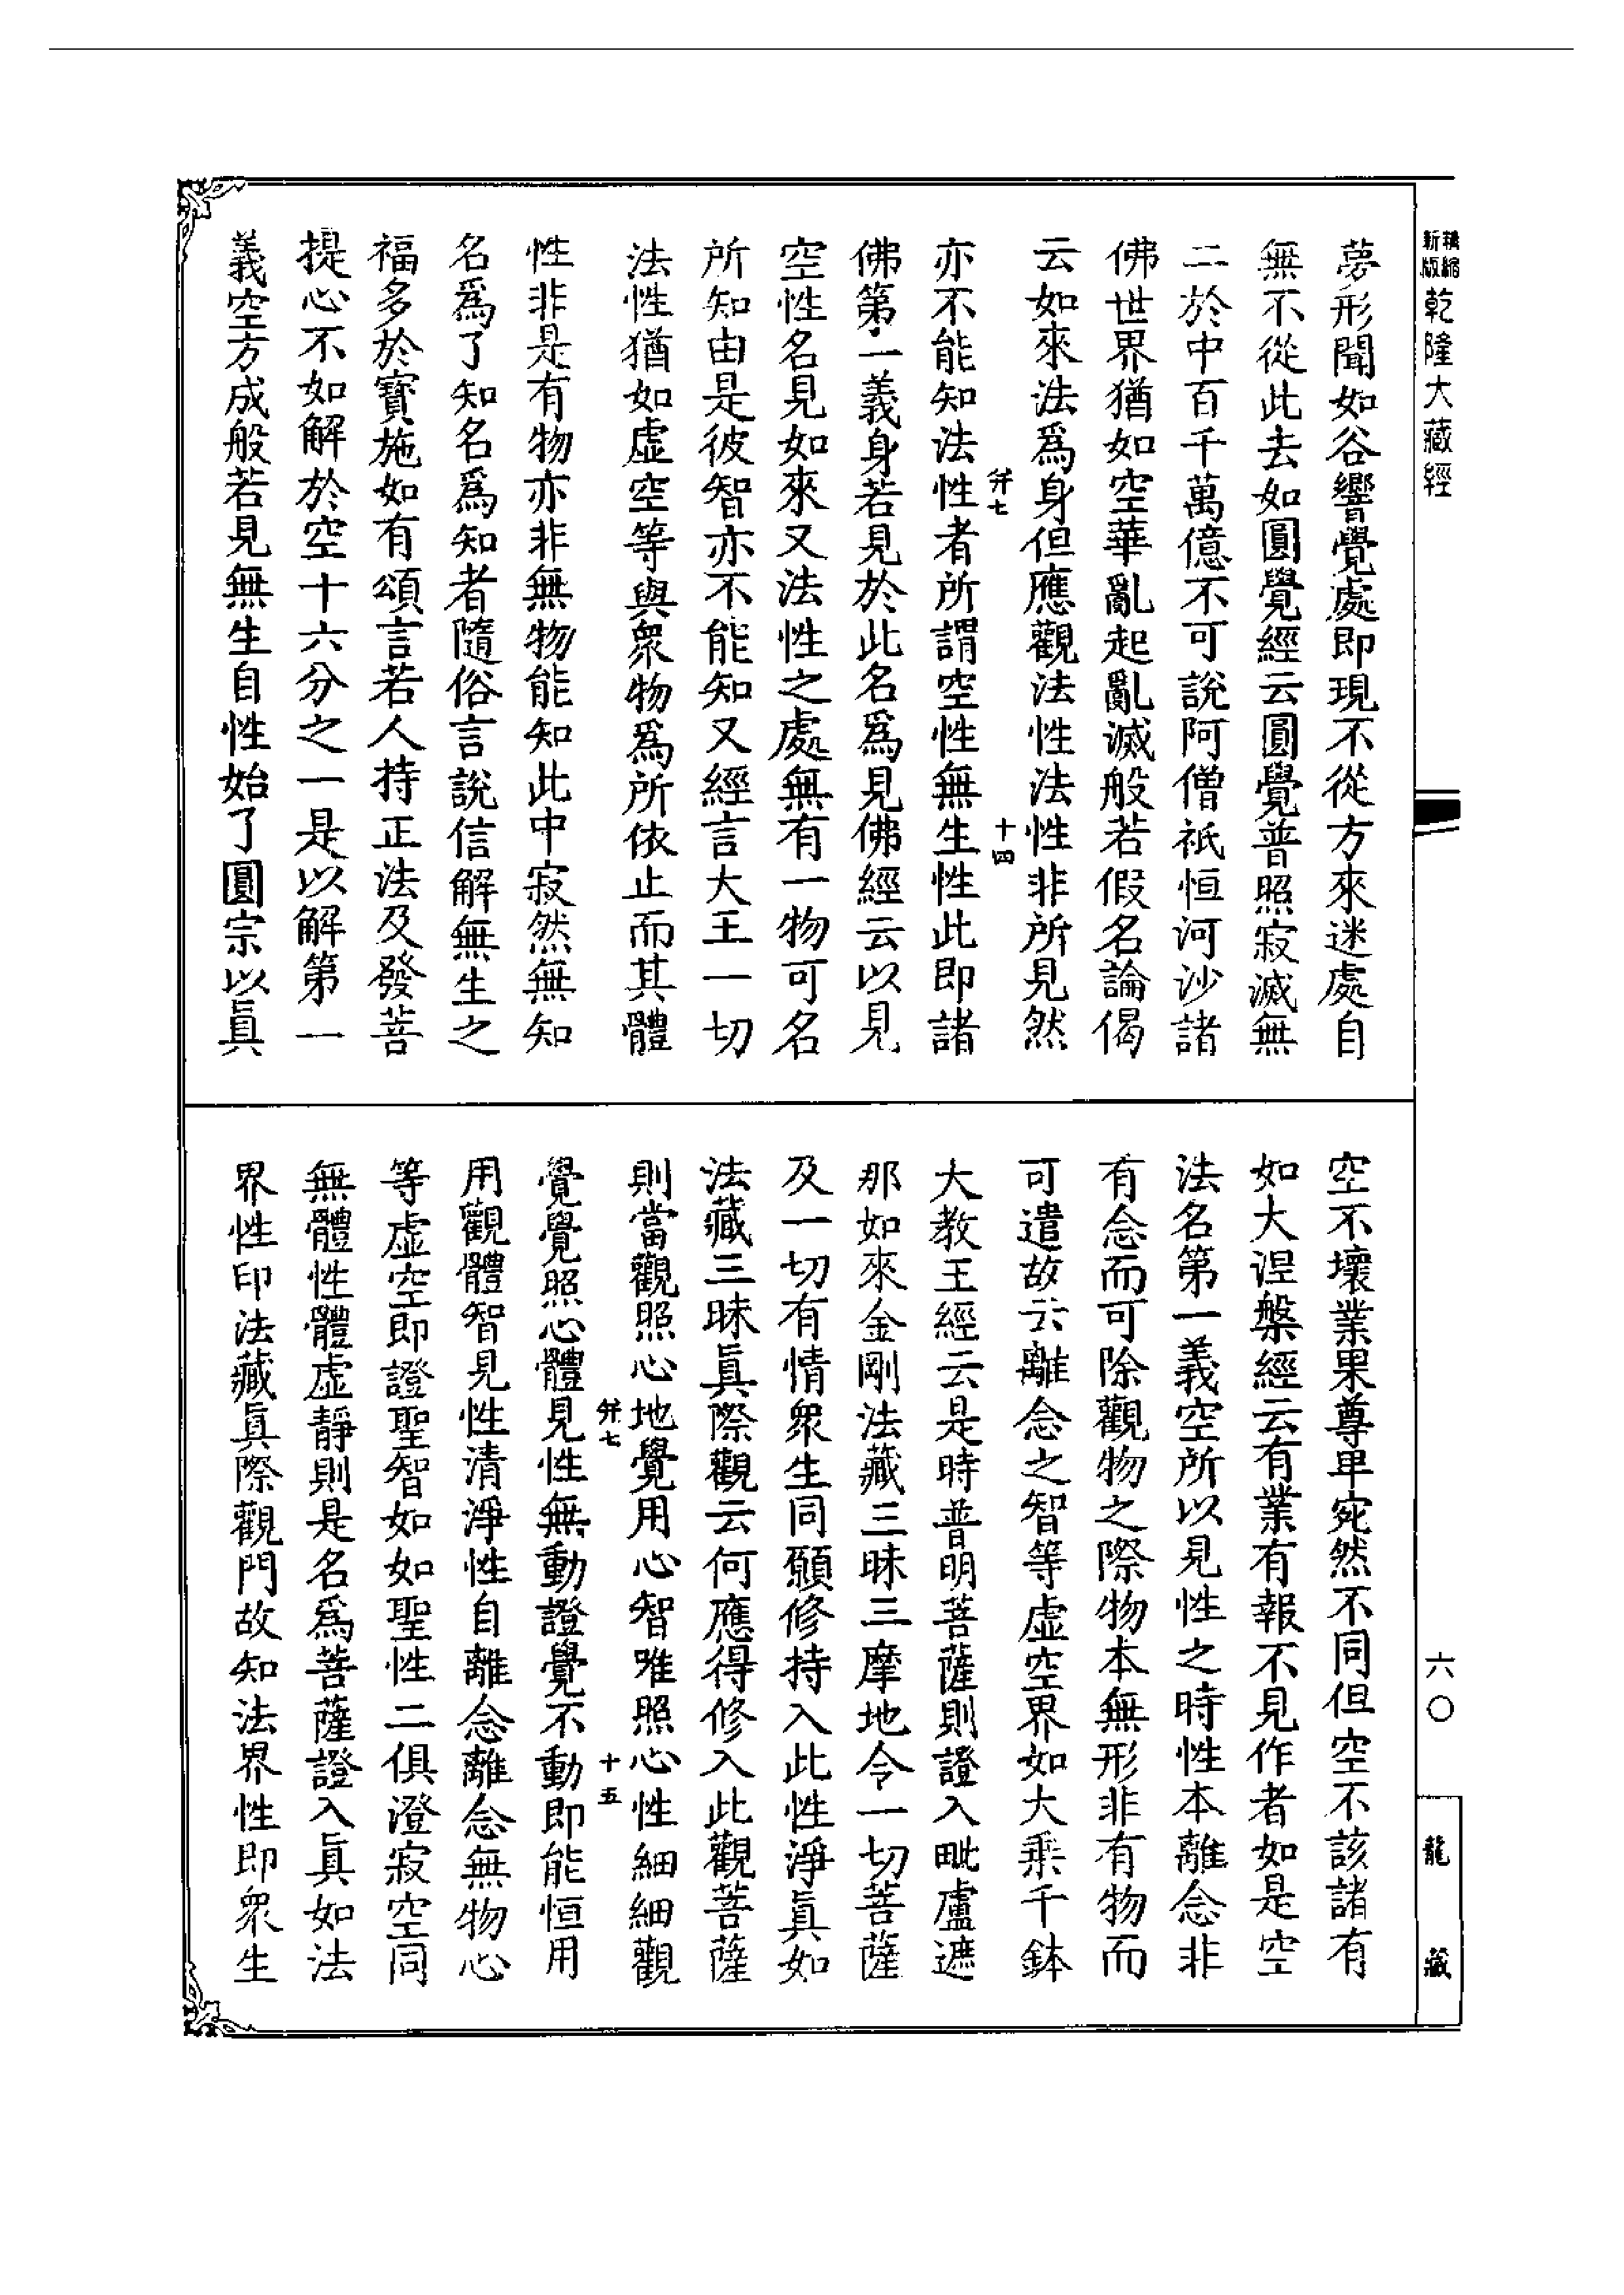 精縮新版乾隆大藏經
夢形聞如谷響覺處即現不從方來迷處自
無不從此去如圓覺經云圓覺普照寂滅無
二於中百千萬億不可說阿僧祇恒河沙諸
佛世界猶如空華亂起亂滅般若假名論偈
云如來法爲身但應觀法性法性非所見然
幷七 十四
亦不能知法性者所謂空性無生性此即諸
佛第一義身若見於此名爲見佛經云以見
空性名見如來又法性之處無有一物可名
所知由是彼智亦不能知又經言大王一切
法性猶如虛空等與眾物爲所依止而其體
性非是有物亦非無物能知此中寂然無知
名爲了知名爲知者隨俗言說信解無生之
福多於寶施如有頌言若人持正法及發菩
提心不如解於空十六分之一是以解第一
義空方成般若見無生自性始了圓宗以眞
空不壞業果尊卑宛然不同但空不該諸有
如大涅槃經云有業有報不見作者如是空
法名第一義空所以見性之時性本離念非
有念而可除觀物之際物本無形非有物而
可遣故云離念之智等虛空界如大乘千鉢
大教王經云是時普明菩薩則證入毗盧遮
那如來金剛法藏三昧三摩地令一切菩薩
及一切有情眾生同願修持入此性淨眞如
法藏三昧眞際觀云何應得修入此觀菩薩
則當觀照心地覺用心智唯照心性細細觀
幷七 十五
覺覺照心體見性無動證覺不動即能恒用
用觀體智見性清淨性自離念離念無物心
等虛空即證聖智如如聖性二俱澄寂空同
無體性體虛靜則是名爲菩薩證入眞如法
界性印法藏眞際觀門故知法界性即眾生
六〇
龍藏